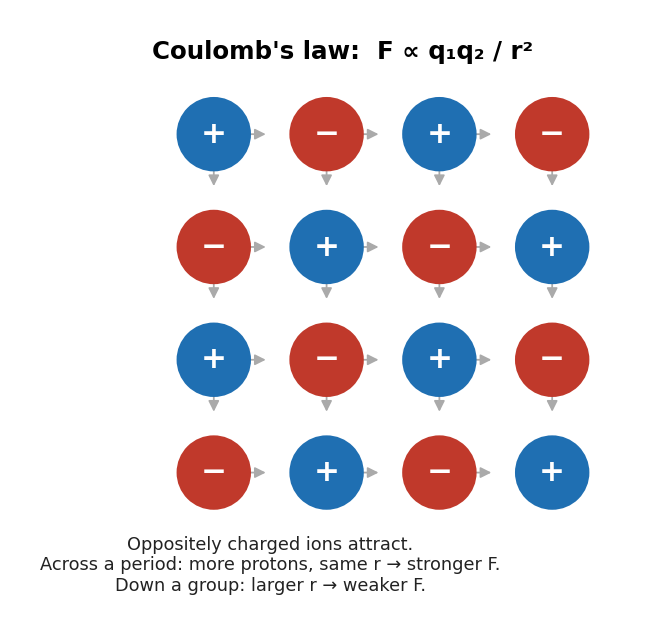 Coulomb's law:  F ∝ q₁q₂ / r²
+ − + −
− + − +
+ − + −
− + − +
Oppositely charged ions attract.
Across a period: more protons, same r → stronger F.
Down a group: larger r → weaker F.